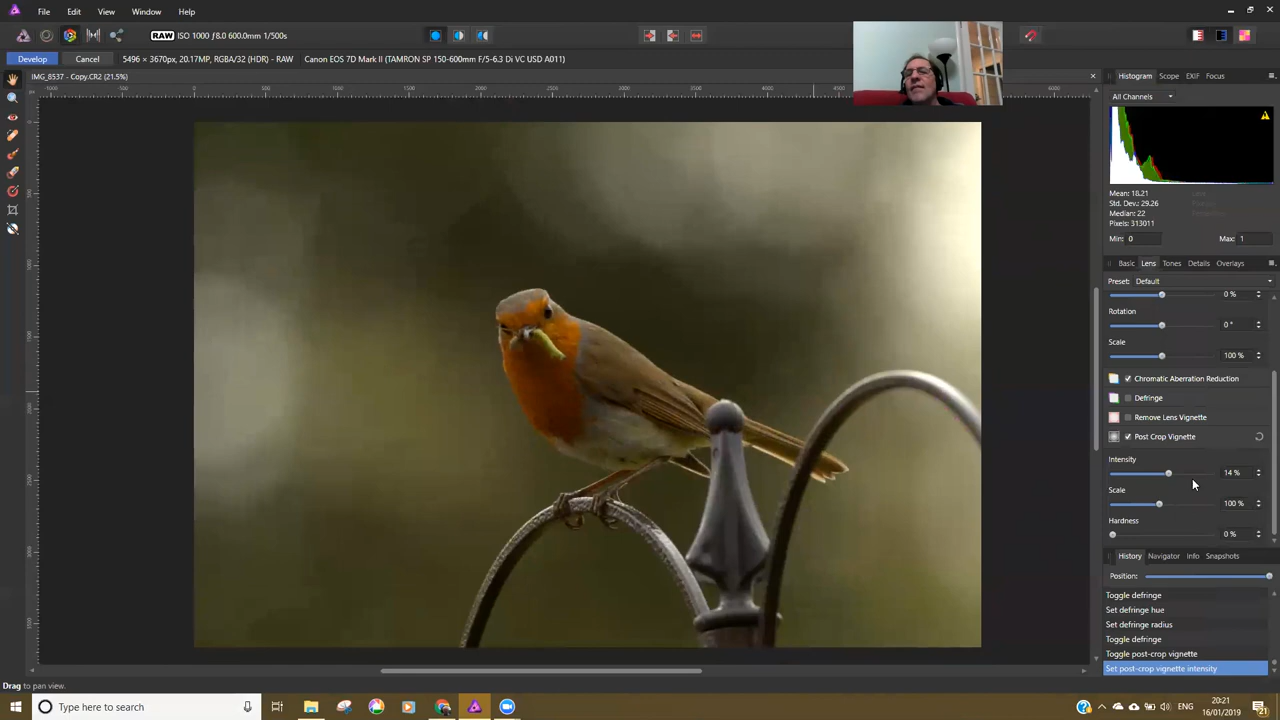 File Edit View Window Help
RAW ISO 1000 ƒ8.0 600.0mm 1/500s
Develop Cancel 5496 × 3670px, 20.17MP, RGBA/32 (HDR) - RAW Canon EOS 7D Mark II (TAMRON SP 150-600mm F/5-6.3 Di VC USD A011)
IMG_8537 - Copy.CR2 (21.5%)
Histogram Scope EXIF Focus
All Channels
Mean: 18.21
Std. Dev.: 29.26
Median: 22
Pixels: 313011
Min: 0 Max: 1
Basic Lens Tones Details Overlays
Preset: Default
0 %
Rotation
0 °
Scale
100 %
Chromatic Aberration Reduction
Defringe
Remove Lens Vignette
Post Crop Vignette
Intensity
14 %
Scale
100 %
Hardness
0 %
History Navigator Info Snapshots
Position:
Toggle defringe
Set defringe hue
Set defringe radius
Toggle defringe
Toggle post-crop vignette
Set post-crop vignette intensity
Drag to pan view.
Type here to search
20:21
16/01/2019
21